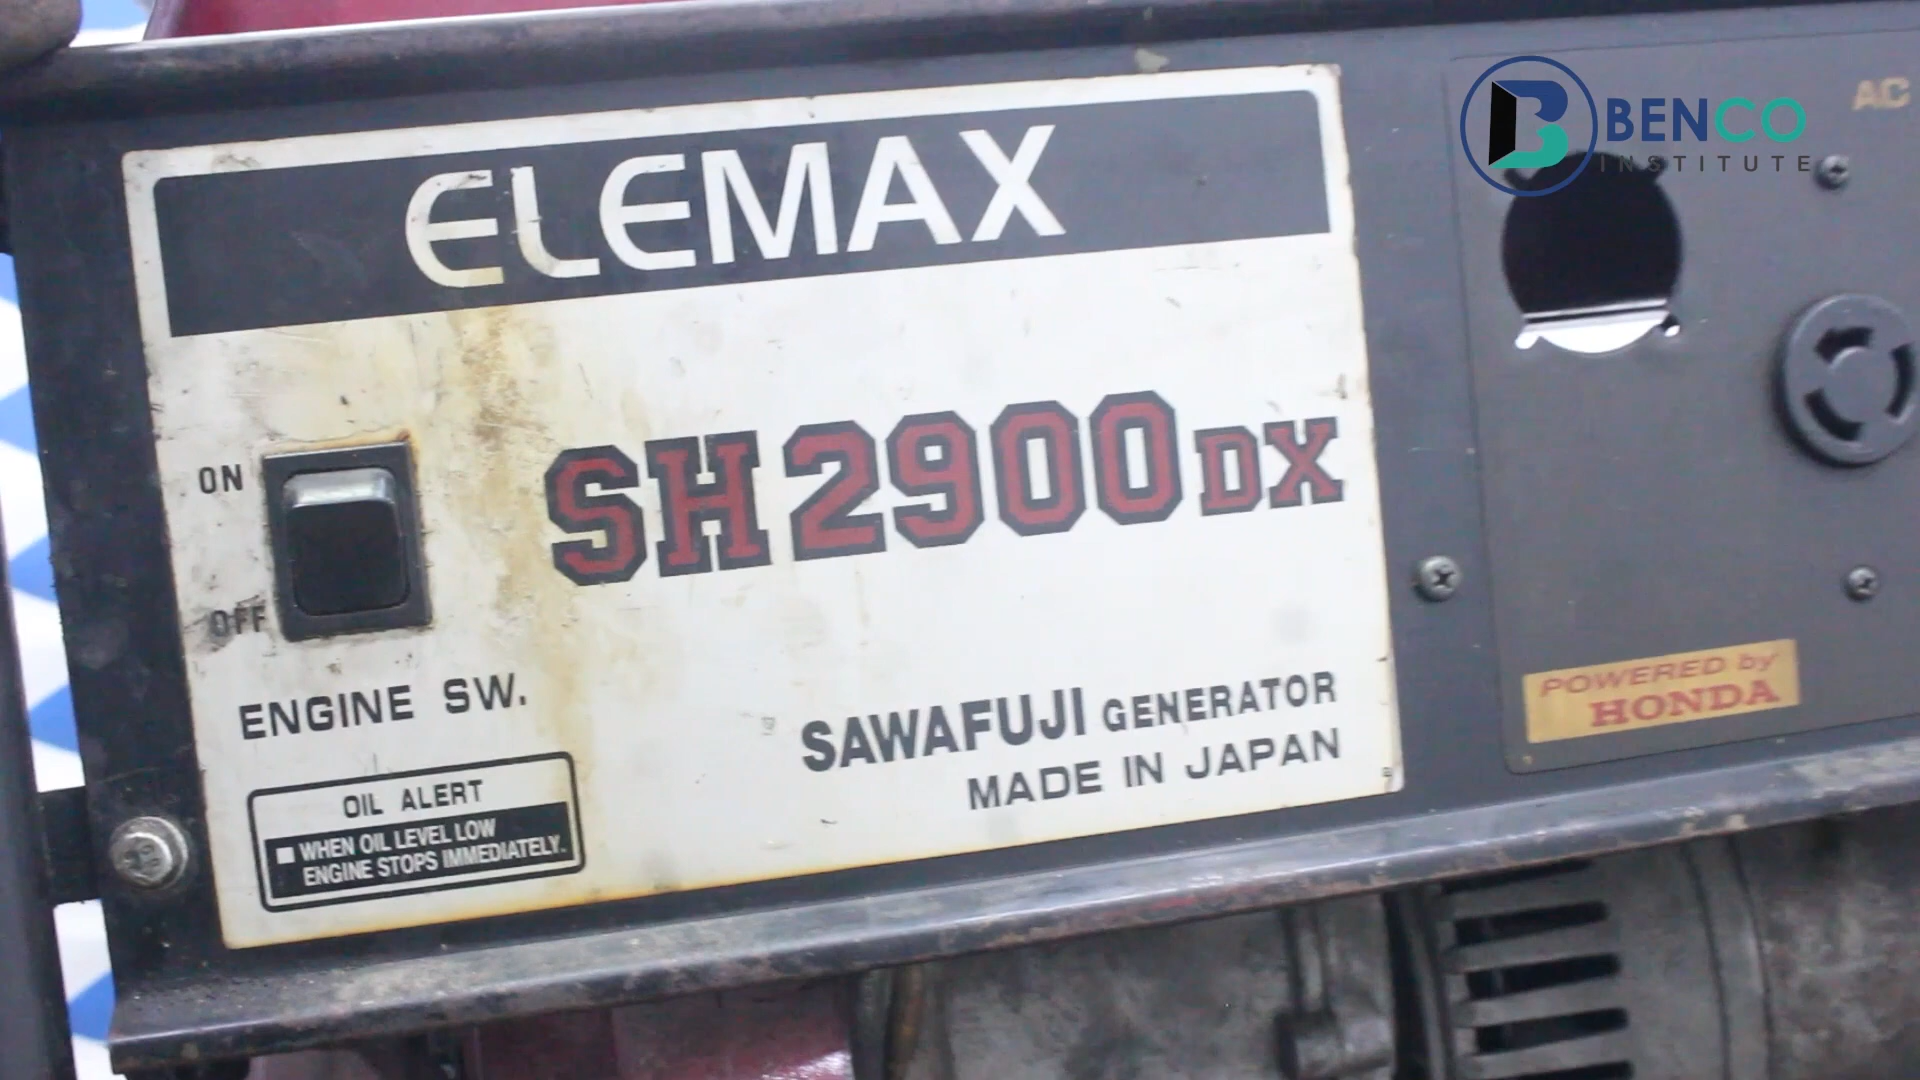 BENCO
INSTITUTE
AC
ELEMAX
ON
OFF
SH2900DX
ENGINE SW.
SAWAFUJI GENERATOR
MADE IN JAPAN
OIL ALERT
WHEN OIL LEVEL LOW
ENGINE STOPS IMMEDIATELY.
POWERED by
HONDA